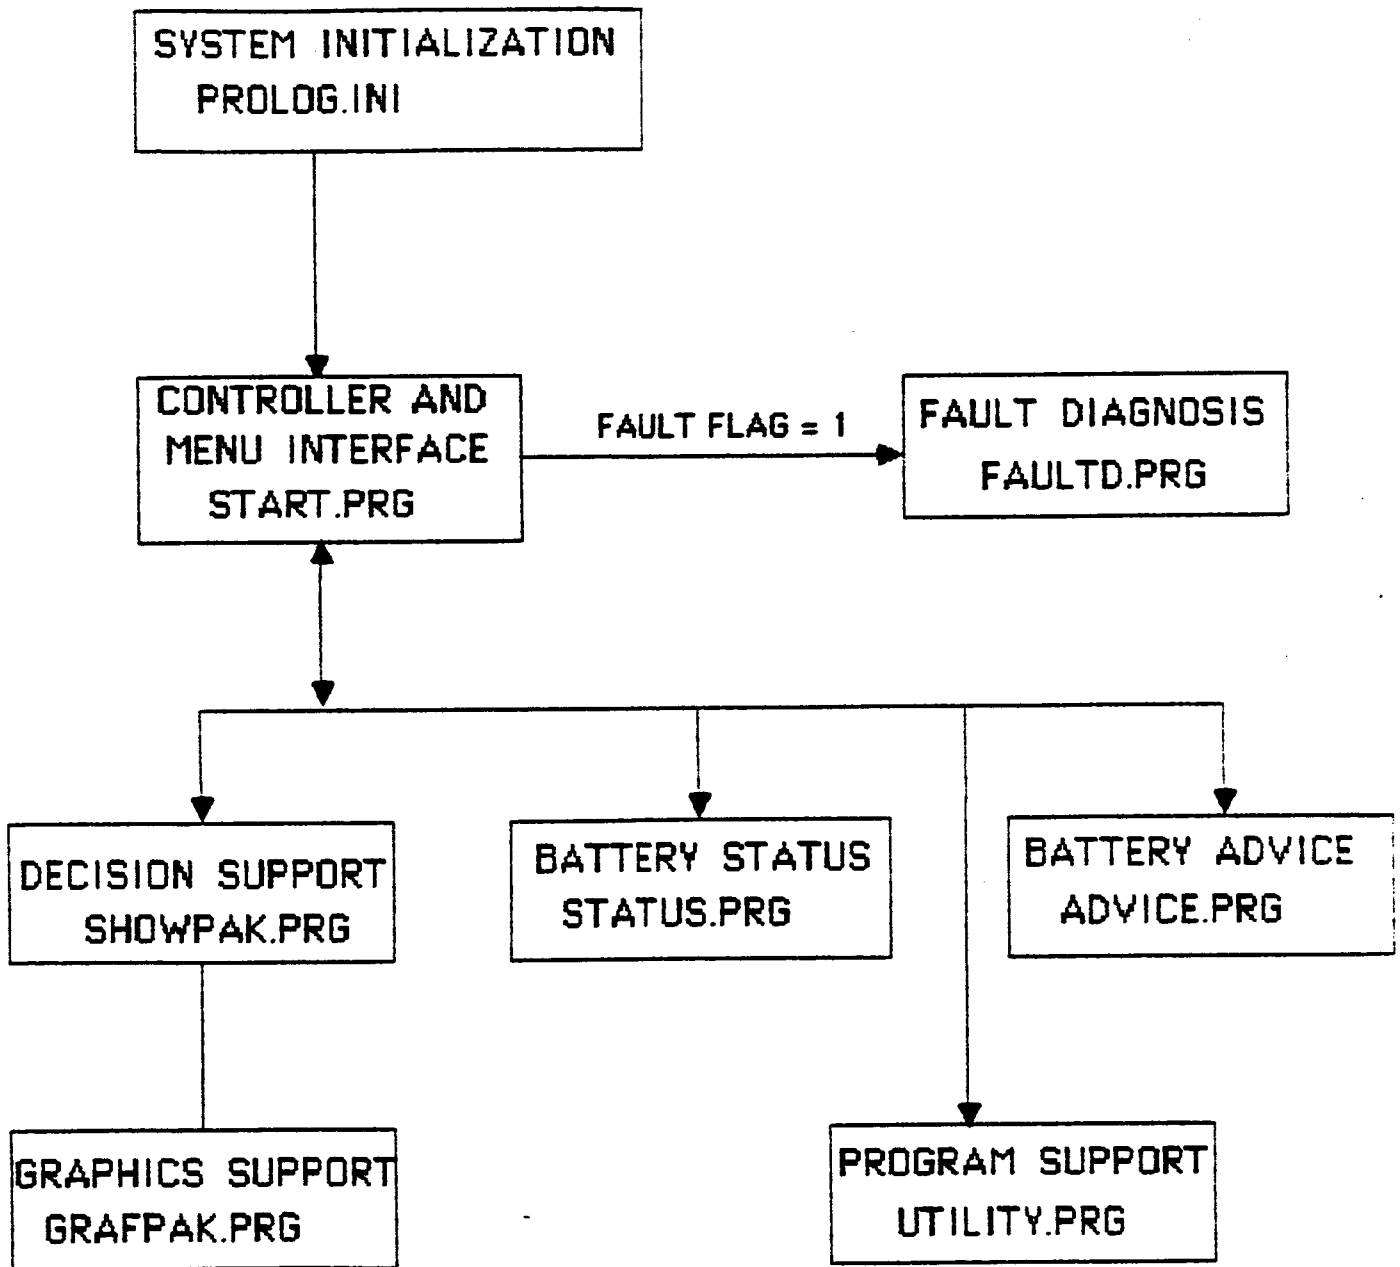 SYSTEM INITIALIZATION
PROLOG.INI
CONTROLLER AND
MENU INTERFACE
START.PRG
FAULT FLAG = 1
FAULT DIAGNOSIS
FAULTD.PRG
DECISION SUPPORT
SHOWPAK.PRG
BATTERY STATUS
STATUS.PRG
BATTERY ADVICE
ADVICE.PRG
GRAPHICS SUPPORT
GRAFPAK.PRG
PROGRAM SUPPORT
UTILITY.PRG